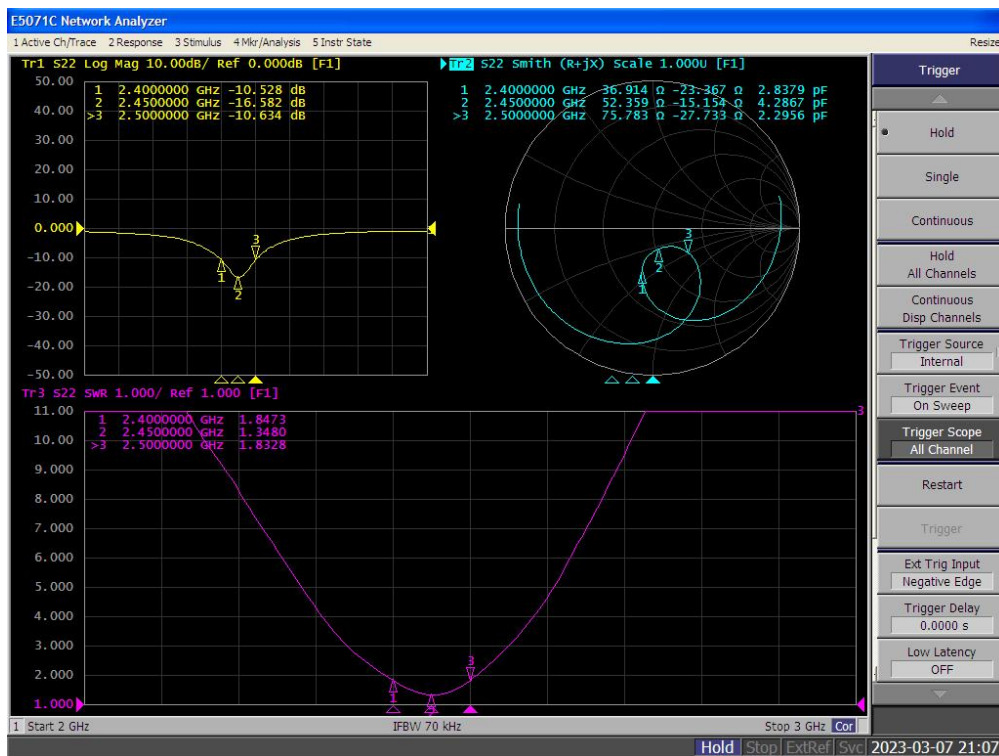 E5071C Network Analyzer
1 Active Ch/Trace 2 Response 3 Stimulus 4 Mkr/Analysis 5 Instr State
Resize
Tr1 S22 Log Mag 10.00dB/ Ref 0.000dB [F1]
50.00
40.00
30.00
20.00
10.00
0.000
-10.00
-20.00
-30.00
-40.00
-50.00
1 2.4000000 GHz -10.528 dB
2 2.4500000 GHz -16.582 dB
>3 2.5000000 GHz -10.634 dB
3
1
2
Tr2 S22 Smith (R+jX) Scale 1.000U [F1]
1 2.4000000 GHz 36.914 Ω -23.367 Ω 2.8379 pF
2 2.4500000 GHz 52.359 Ω -15.154 Ω 4.2867 pF
>3 2.5000000 GHz 75.783 Ω -27.733 Ω 2.2956 pF
3
2
1
Tr3 S22 SWR 1.000/ Ref 1.000 [F1]
11.00
10.00
9.000
8.000
7.000
6.000
5.000
4.000
3.000
2.000
1.000
1 2.4000000 GHz 1.8473
2 2.4500000 GHz 1.3480
>3 2.5000000 GHz 1.8328
3
3
1
2
1 Start 2 GHz
IFBW 70 kHz
Stop 3 GHz Cor
Trigger
Hold
Single
Continuous
Hold
All Channels
Continuous
Disp Channels
Trigger Source
Internal
Trigger Event
On Sweep
Trigger Scope
All Channel
Restart
Trigger
Ext Trig Input
Negative Edge
Trigger Delay
0.0000 s
Low Latency
OFF
Hold Stop ExtRef Svc 2023-03-07 21:07